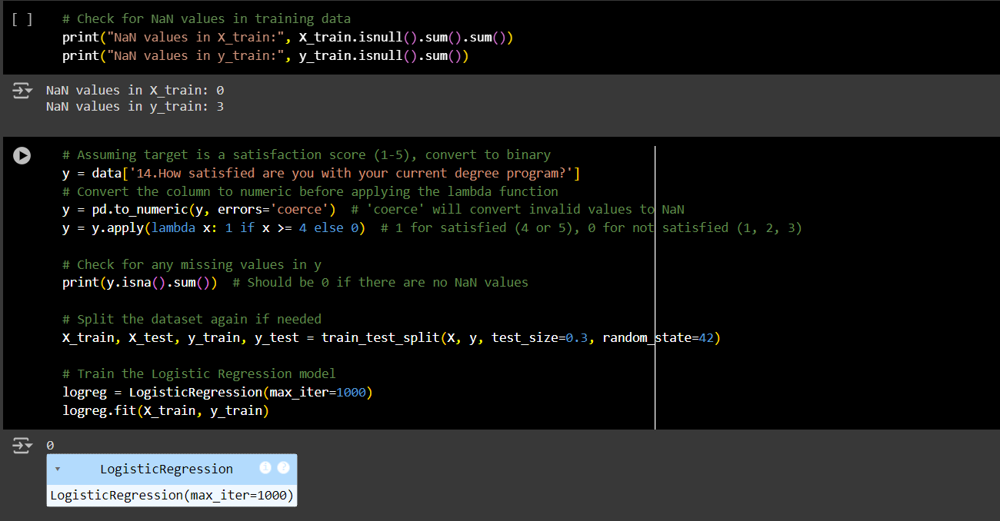 [ ]
# Check for NaN values in training data
print("NaN values in X_train:", X_train.isnull().sum().sum())
print("NaN values in y_train:", y_train.isnull().sum())
NaN values in X_train: 0
NaN values in y_train: 3
# Assuming target is a satisfaction score (1-5), convert to binary
y = data['14.How satisfied are you with your current degree program?']
# Convert the column to numeric before applying the lambda function
y = pd.to_numeric(y, errors='coerce')  # 'coerce' will convert invalid values to NaN
y = y.apply(lambda x: 1 if x >= 4 else 0)  # 1 for satisfied (4 or 5), 0 for not satisfied (1, 2, 3)
# Check for any missing values in y
print(y.isna().sum())  # Should be 0 if there are no NaN values
# Split the dataset again if needed
X_train, X_test, y_train, y_test = train_test_split(X, y, test_size=0.3, random_state=42)
# Train the Logistic Regression model
logreg = LogisticRegression(max_iter=1000)
logreg.fit(X_train, y_train)
0
LogisticRegression i ?
LogisticRegression(max_iter=1000)